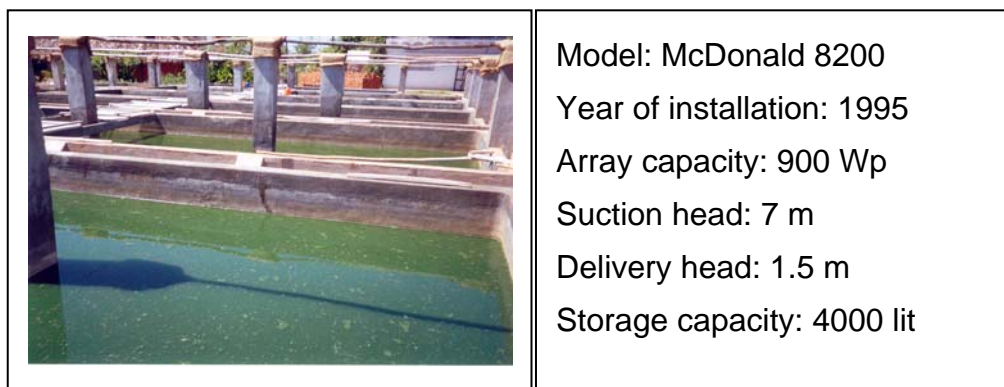 Model: McDonald 8200
Year of installation: 1995
Array capacity: 900 Wp
Suction head: 7 m
Delivery head: 1.5 m
Storage capacity: 4000 lit